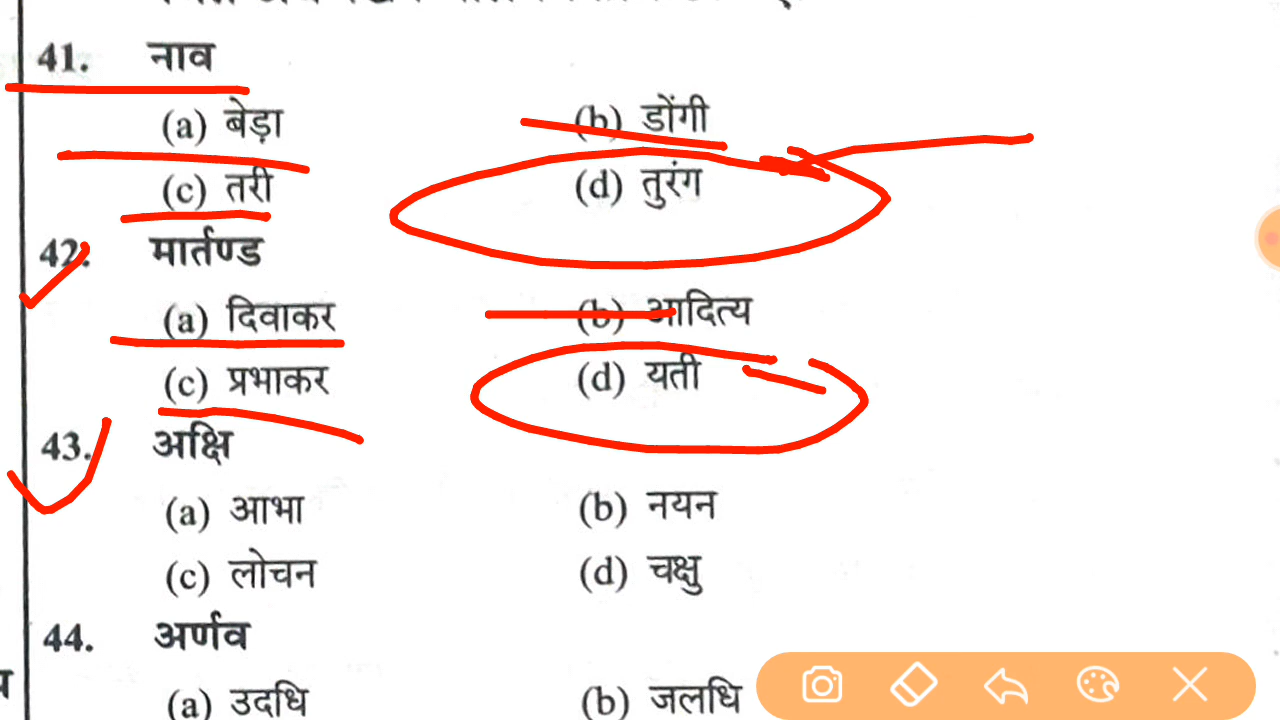 41. नाव
(a) बेड़ा (b) डोंगी
(c) तरी (d) तुरंग
42. मार्तण्ड
(a) दिवाकर (b) आदित्य
(c) प्रभाकर (d) यती
43. अक्षि
(a) आभा (b) नयन
(c) लोचन (d) चक्षु
44. अर्णव
(a) उदधि (b) जलधि